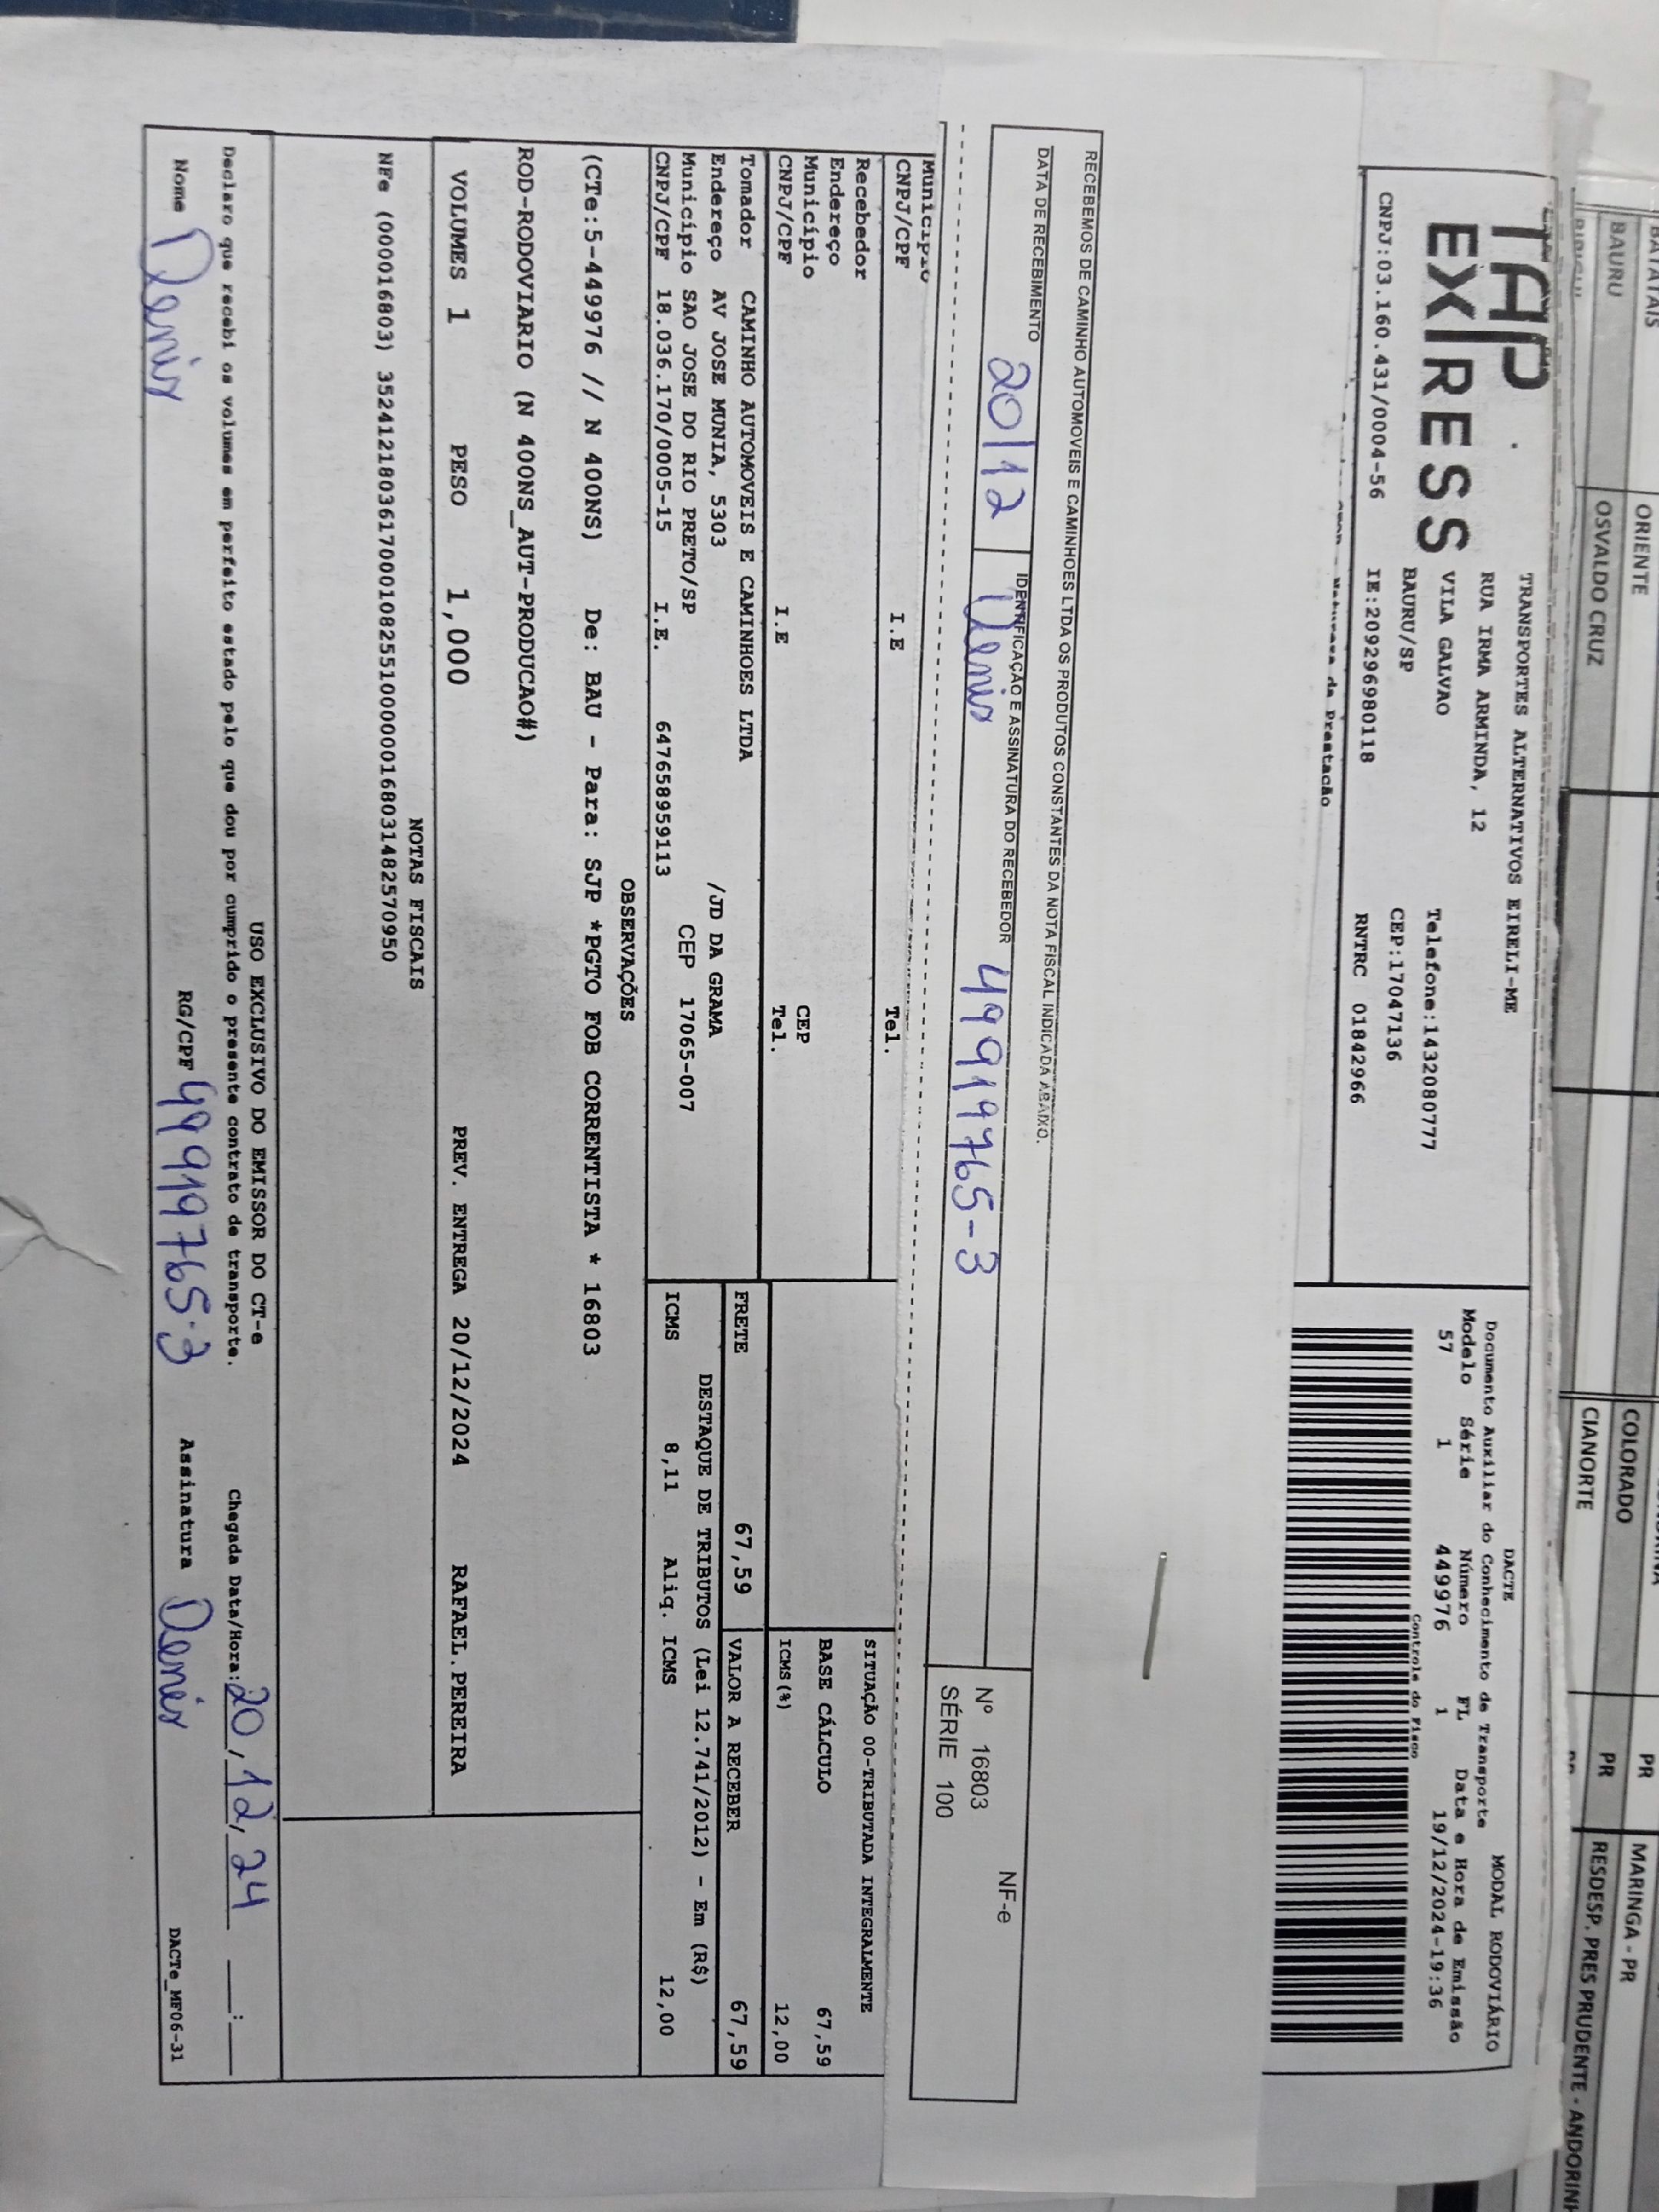 BATATAIS
BAURU
ORIENTE
OSVALDO CRUZ
COLORADO
CIANORTE
PR
PR
MARINGA - PR
RESDESP. PRES PRUDENTE - ANDORINH
TAP
EXPRESS
TRANSPORTES ALTERNATIVOS EIRELI-ME
RUA IRMA ARMINDA, 12
VILA GALVAO
Telefone:1432080777
BAURU/SP
CEP:17047136
CNPJ:03.160.431/0004-56
IE:209296980118
RNTRC 01842966
DACTE
MODAL RODOVIÁRIO
Documento Auxiliar do Conhecimento de Transporte
Modelo Série Número FL Data e Hora de Emissão
57 1 449976 1 19/12/2024-19:36
Controle do Fisco
Natureza da Prestação
RECEBEMOS DE CAMINHO AUTOMOVEIS E CAMINHOES LTDA OS PRODUTOS CONSTANTES DA NOTA FISCAL INDICADA ABAIXO.
DATA DE RECEBIMENTO
IDENTIFICAÇÃO E ASSINATURA DO RECEBEDOR
20/12
Denis
49919765-3
NF-e
Nº 16803
SÉRIE 100
Município
CNPJ/CPF I.E Tel.
Recebedor
Endereço
Município CEP
CNPJ/CPF I.E Tel.
SITUAÇÃO 00-TRIBUTADA INTEGRALMENTE
BASE CÁLCULO 67,59
ICMS(%) 12,00
Tomador CAMINHO AUTOMOVEIS E CAMINHOES LTDA
Endereço AV JOSE MUNIA, 5303 /JD DA GRAMA
Município SAO JOSE DO RIO PRETO/SP CEP 17065-007
CNPJ/CPF 18.036.170/0005-15 I.E. 647658959113
FRETE 67,59 VALOR A RECEBER 67,59
DESTAQUE DE TRIBUTOS (Lei 12.741/2012) - Em (R$)
ICMS 8,11 Aliq. ICMS 12,00
OBSERVAÇÕES
(CTe:5-449976 // N 400NS) De: BAU - Para: SJP *PGTO FOB CORRENTISTA * 16803
ROD-RODOVIARIO (N 400NS_AUT-PRODUCAO#)
VOLUMES 1 PESO 1,000 PREV. ENTREGA 20/12/2024 RAFAEL.PEREIRA
NOTAS FISCAIS
NFe (000016803) 35241218036170001082551000000168031482570950
USO EXCLUSIVO DO EMISSOR DO CT-e
Declaro que recebi os volumes em perfeito estado pelo que dou por cumprido o presente contrato de transporte.
Chegada Data/Hora: 20, 12, 24 :
Nome Denis RG/CPF 49919765-3 Assinatura Denis
DACTe_MF06-31